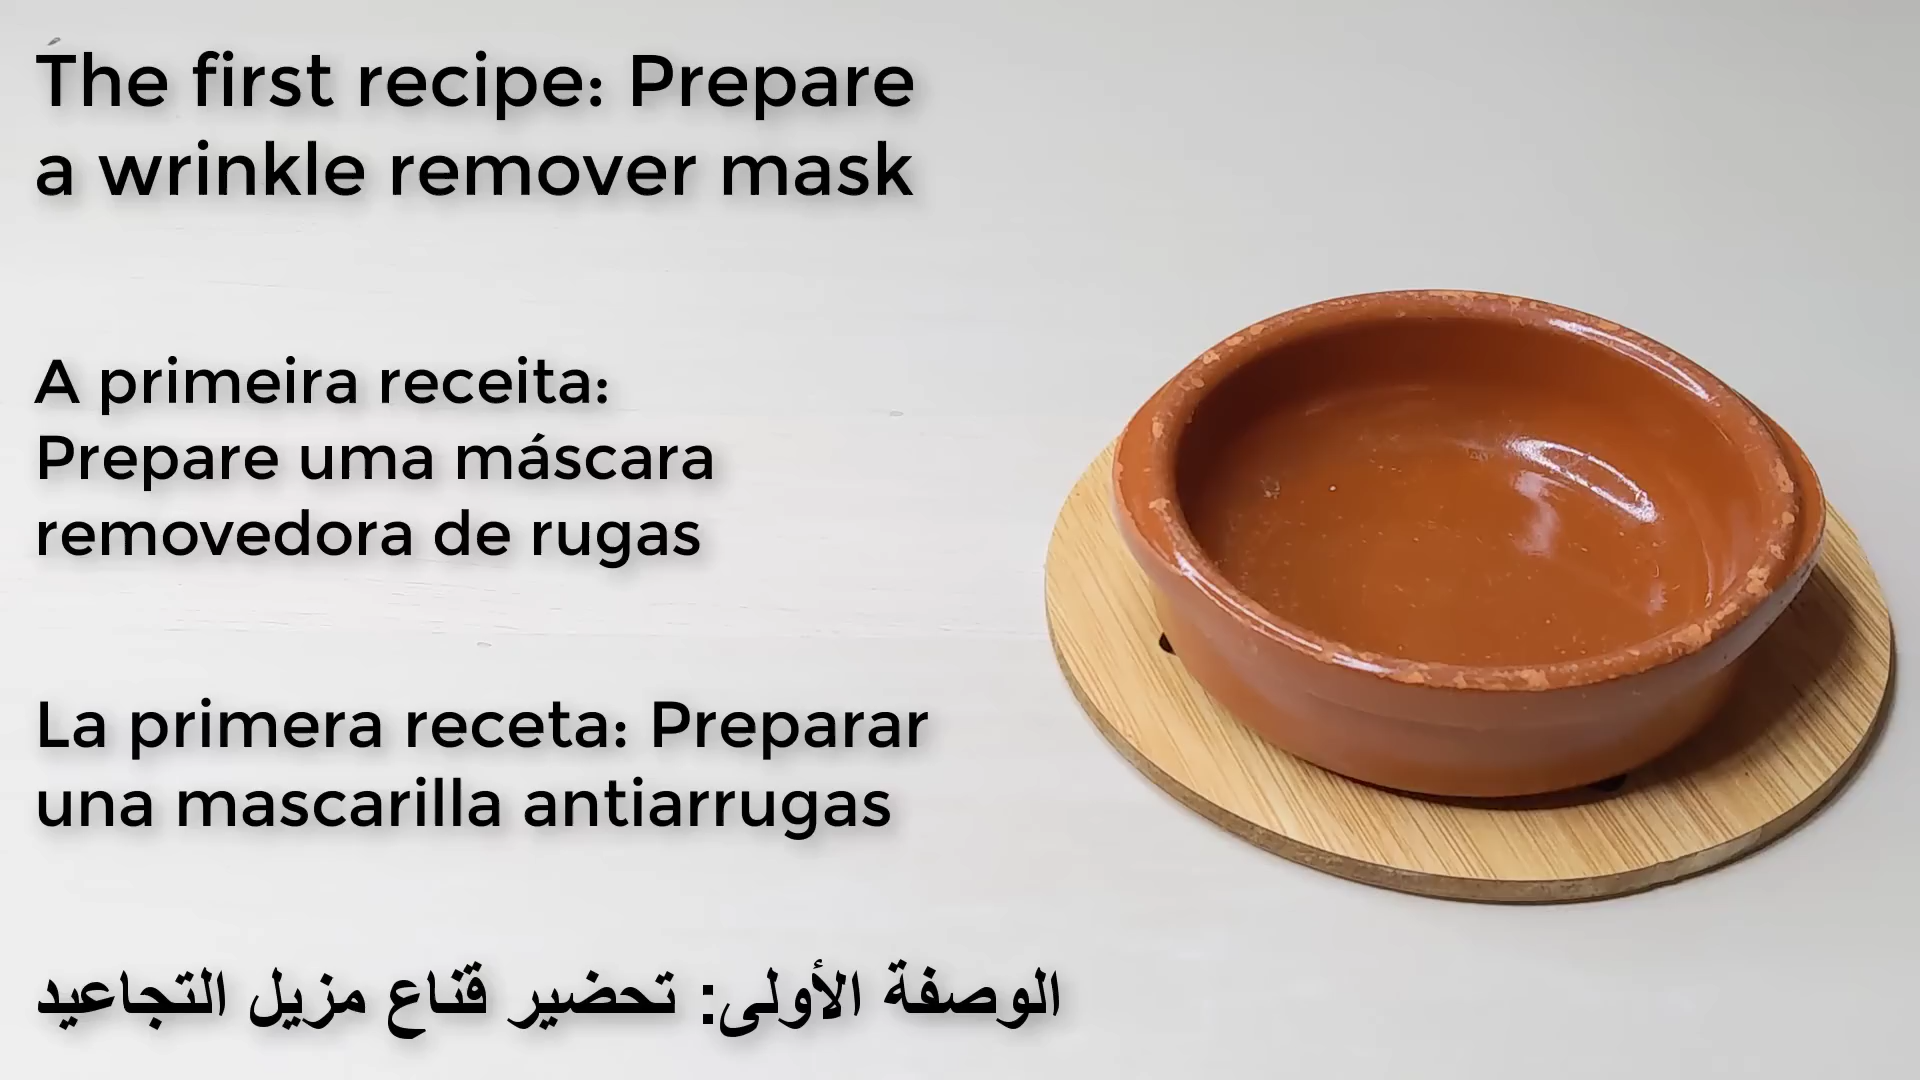 The first recipe: Prepare
a wrinkle remover mask
A primeira receita:
Prepare uma máscara
removedora de rugas
La primera receta: Preparar
una mascarilla antiarrugas
الوصفة الأولى: تحضير قناع مزيل التجاعيد